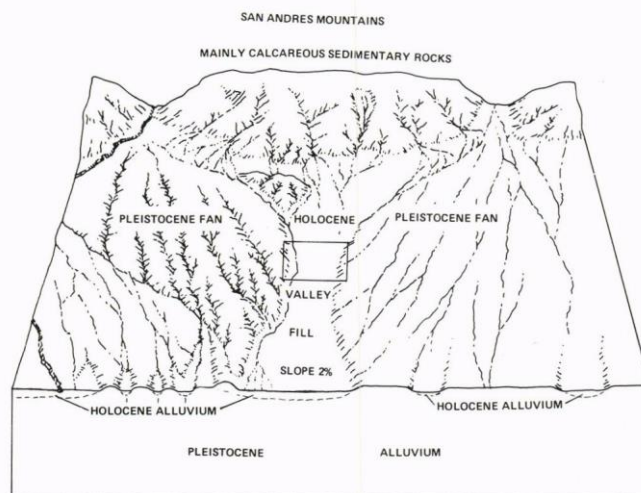 SAN ANDRES MOUNTAINS
MAINLY CALCAREOUS SEDIMENTARY ROCKS
PLEISTOCENE FAN
HOLOCENE
PLEISTOCENE FAN
VALLEY
FILL
SLOPE 2%
HOLOCENE ALLUVIUM
HOLOCENE ALLUVIUM
PLEISTOCENE
ALLUVIUM